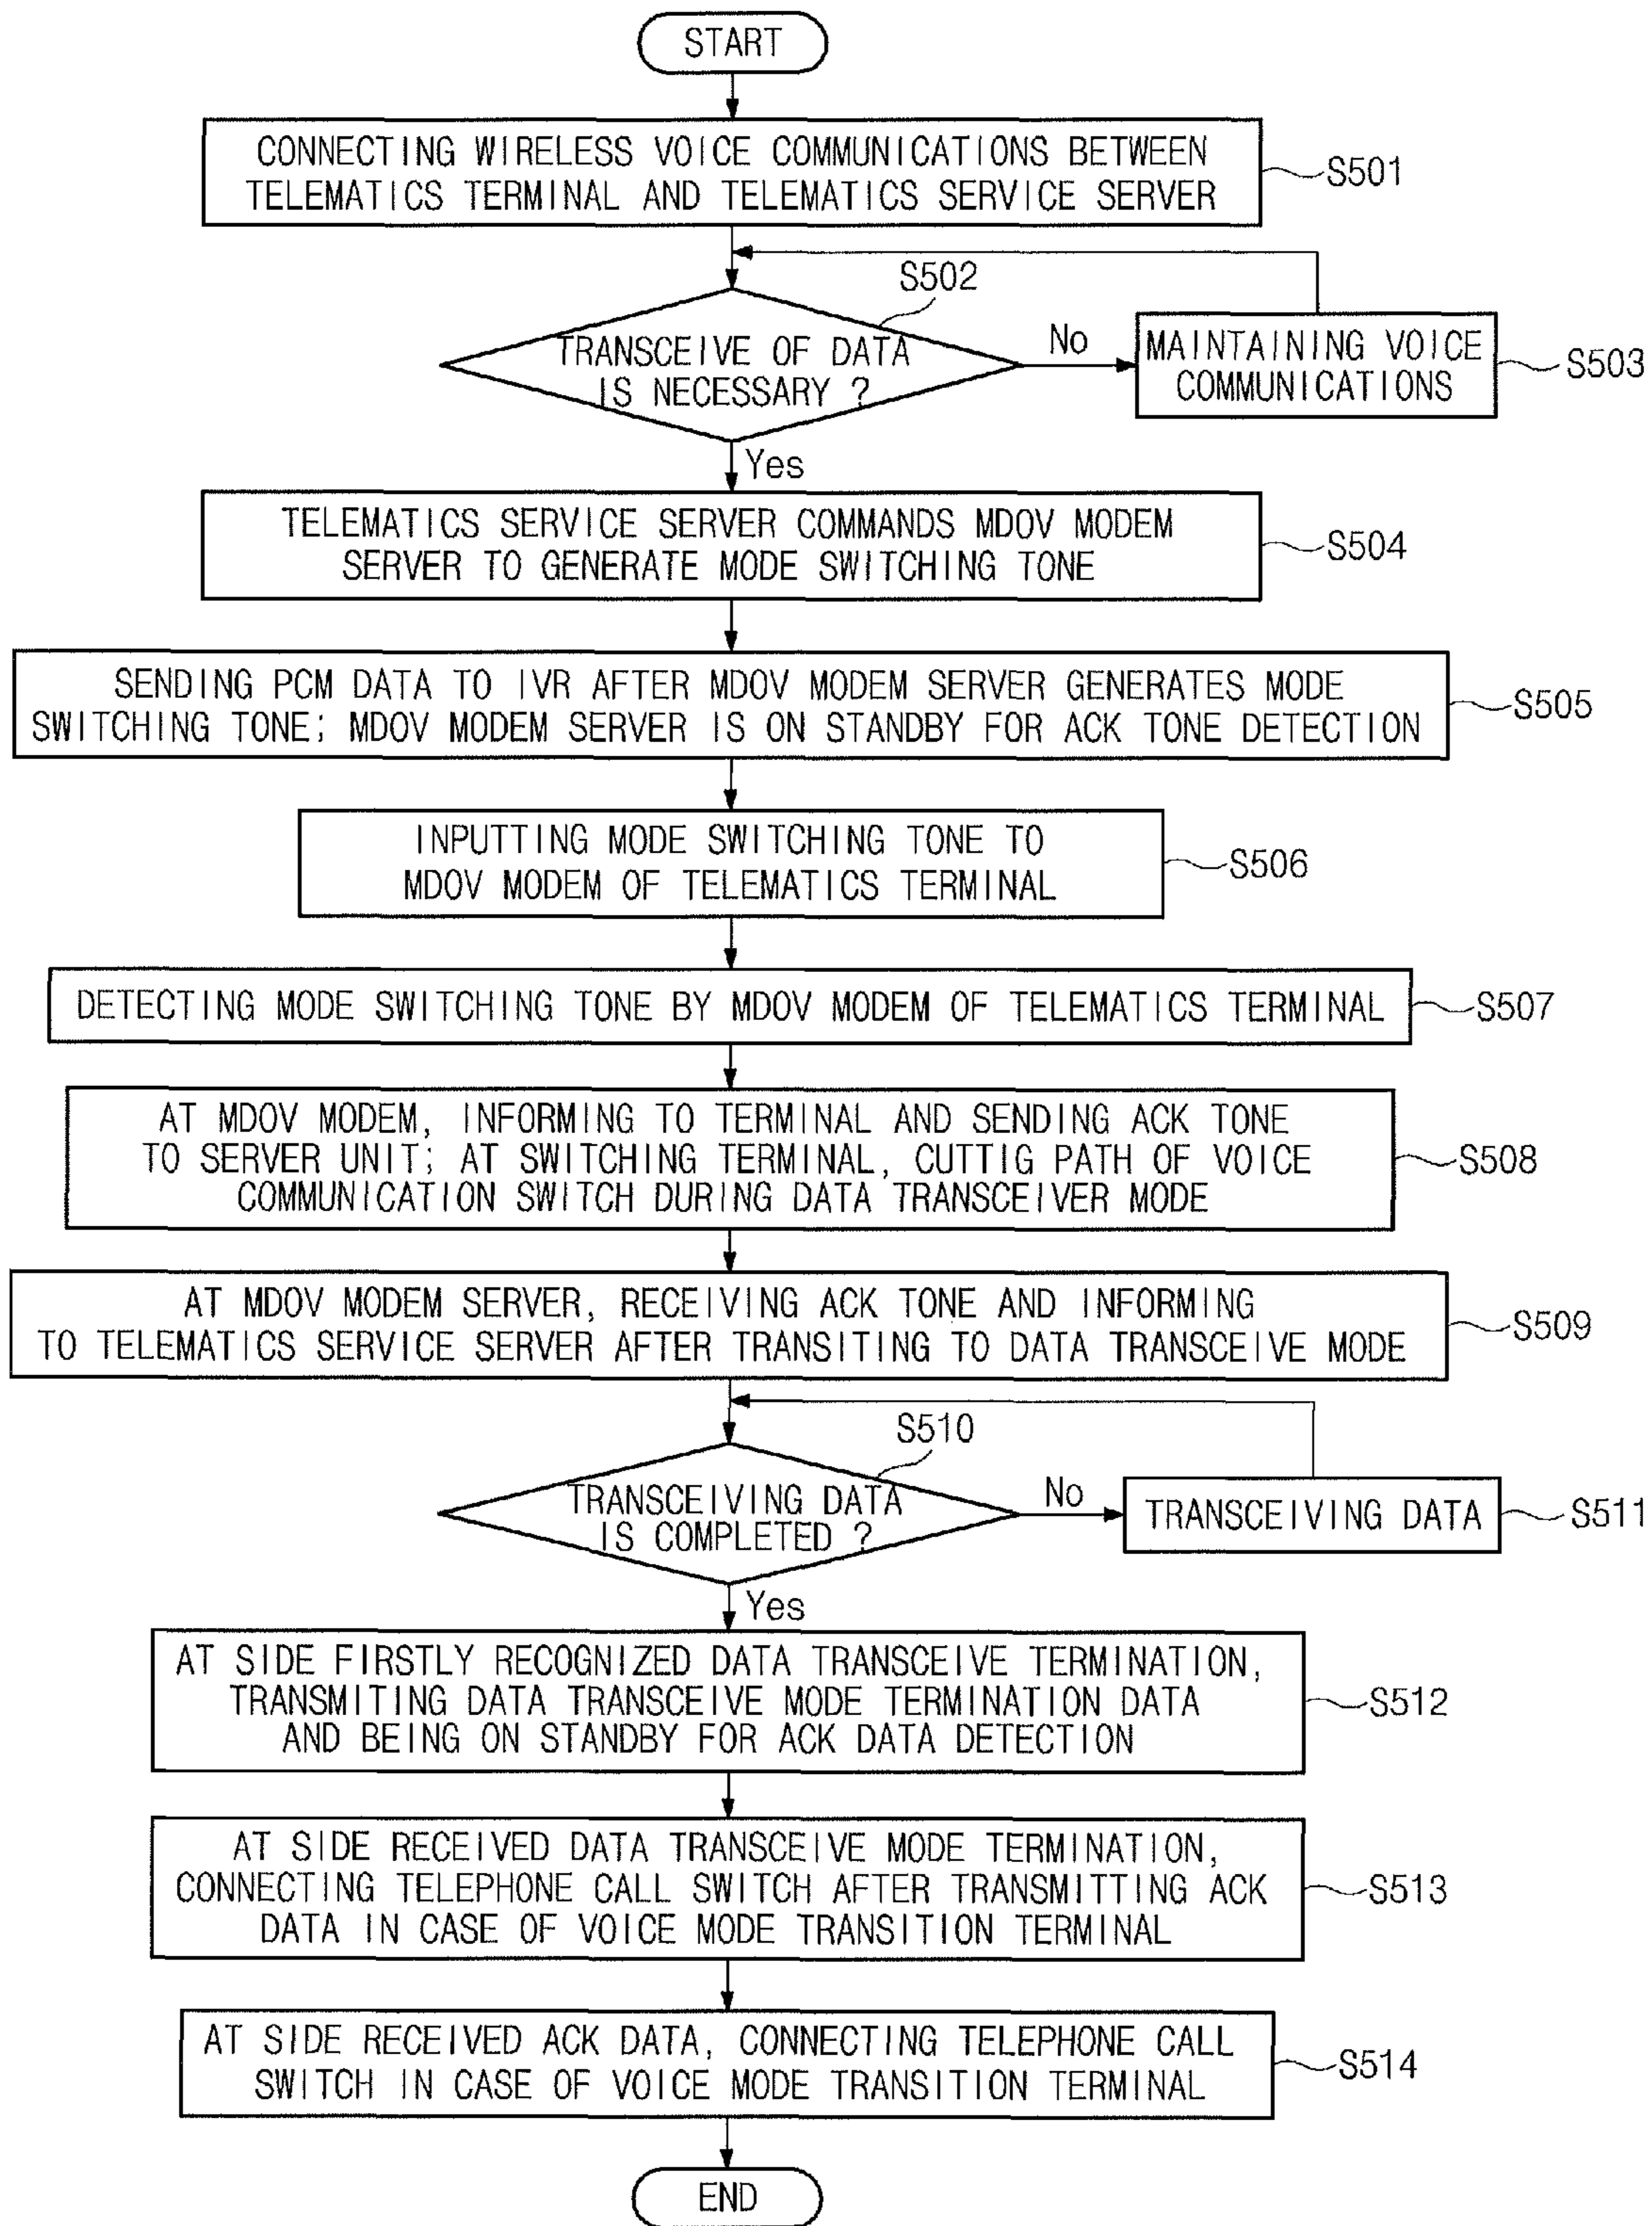 START
CONNECTING WIRELESS VOICE COMMUNICATIONS BETWEEN
TELEMATICS TERMINAL AND TELEMATICS SERVICE SERVER
S501
S502
TRANSCEIVE OF DATA
IS NECESSARY ?
No
MAINTAINING VOICE
COMMUNICATIONS
S503
Yes
TELEMATICS SERVICE SERVER COMMANDS MDOV MODEM
SERVER TO GENERATE MODE SWITCHING TONE
S504
SENDING PCM DATA TO IVR AFTER MDOV MODEM SERVER GENERATES MODE
SWITCHING TONE; MDOV MODEM SERVER IS ON STANDBY FOR ACK TONE DETECTION
S505
INPUTTING MODE SWITCHING TONE TO
MDOV MODEM OF TELEMATICS TERMINAL
S506
DETECTING MODE SWITCHING TONE BY MDOV MODEM OF TELEMATICS TERMINAL
S507
AT MDOV MODEM, INFORMING TO TERMINAL AND SENDING ACK TONE
TO SERVER UNIT; AT SWITCHING TERMINAL, CUTTIG PATH OF VOICE
COMMUNICATION SWITCH DURING DATA TRANSCEIVER MODE
S508
AT MDOV MODEM SERVER, RECEIVING ACK TONE AND INFORMING
TO TELEMATICS SERVICE SERVER AFTER TRANSITING TO DATA TRANSCEIVE MODE
S509
S510
TRANSCEIVING DATA
IS COMPLETED ?
No
TRANSCEIVING DATA
S511
Yes
AT SIDE FIRSTLY RECOGNIZED DATA TRANSCEIVE TERMINATION,
TRANSMITING DATA TRANSCEIVE MODE TERMINATION DATA
AND BEING ON STANDBY FOR ACK DATA DETECTION
S512
AT SIDE RECEIVED DATA TRANSCEIVE MODE TERMINATION,
CONNECTING TELEPHONE CALL SWITCH AFTER TRANSMITTING ACK
DATA IN CASE OF VOICE MODE TRANSITION TERMINAL
S513
AT SIDE RECEIVED ACK DATA, CONNECTING TELEPHONE CALL
SWITCH IN CASE OF VOICE MODE TRANSITION TERMINAL
S514
END